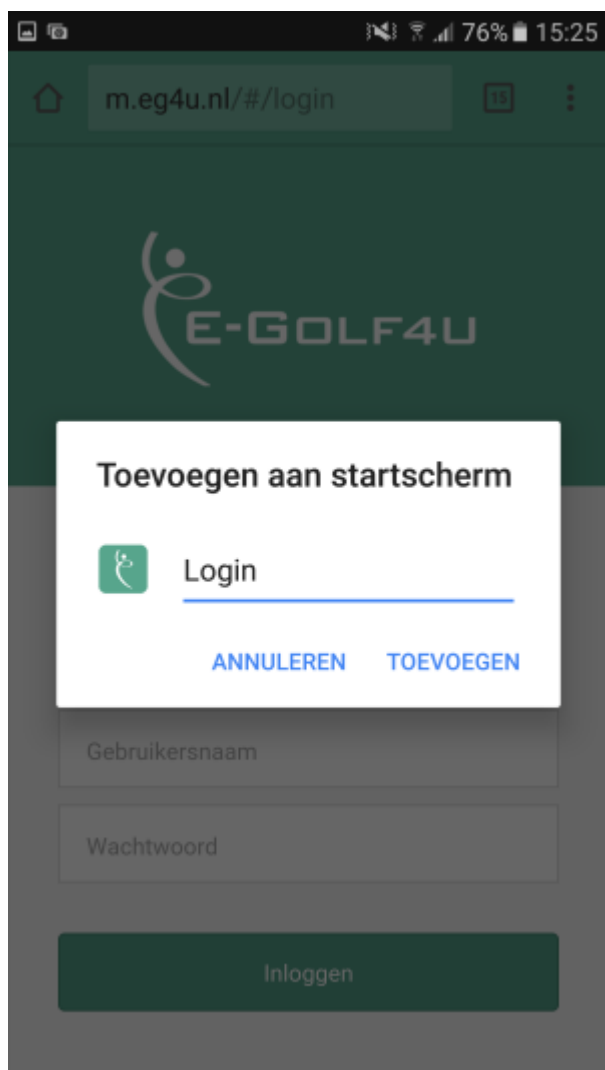 76% 15:25
m.eg4u.nl/#/login
15
E-GOLF4U
Toevoegen aan startscherm
Login
ANNULEREN TOEVOEGEN
Gebruikersnaam
Wachtwoord
Inloggen